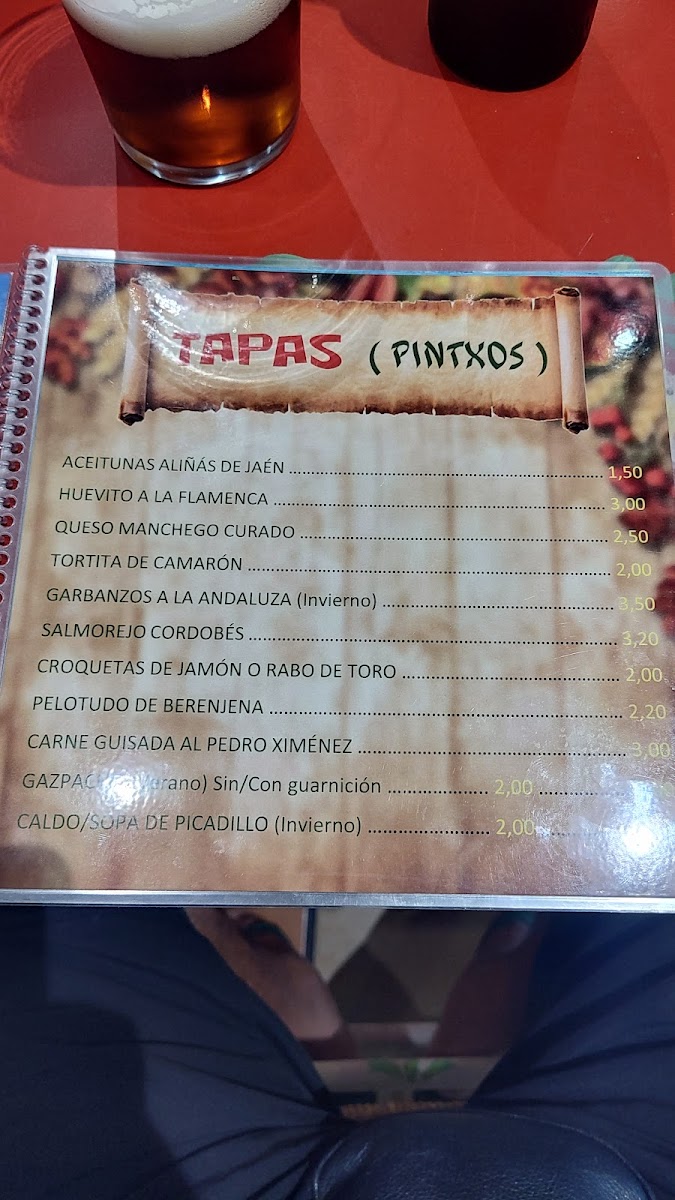 TAPAS (PINTXOS)
ACEITUNAS ALIÑÁS DE JAÉN 1,50
HUEVITO A LA FLAMENCA 3,00
QUESO MANCHEGO CURADO 2,50
TORTITA DE CAMARÓN 2,00
GARBANZOS A LA ANDALUZA (Invierno) 3,50
SALMOREJO CORDOBÉS 3,20
CROQUETAS DE JAMÓN O RABO DE TORO 2,00
PELOTUDO DE BERENJENA 2,20
CARNE GUISADA AL PEDRO XIMÉNEZ 3,00
Sin/Con guarnición 2,00
CALDO/SOPA DE PICADILLO (Invierno) 2,00